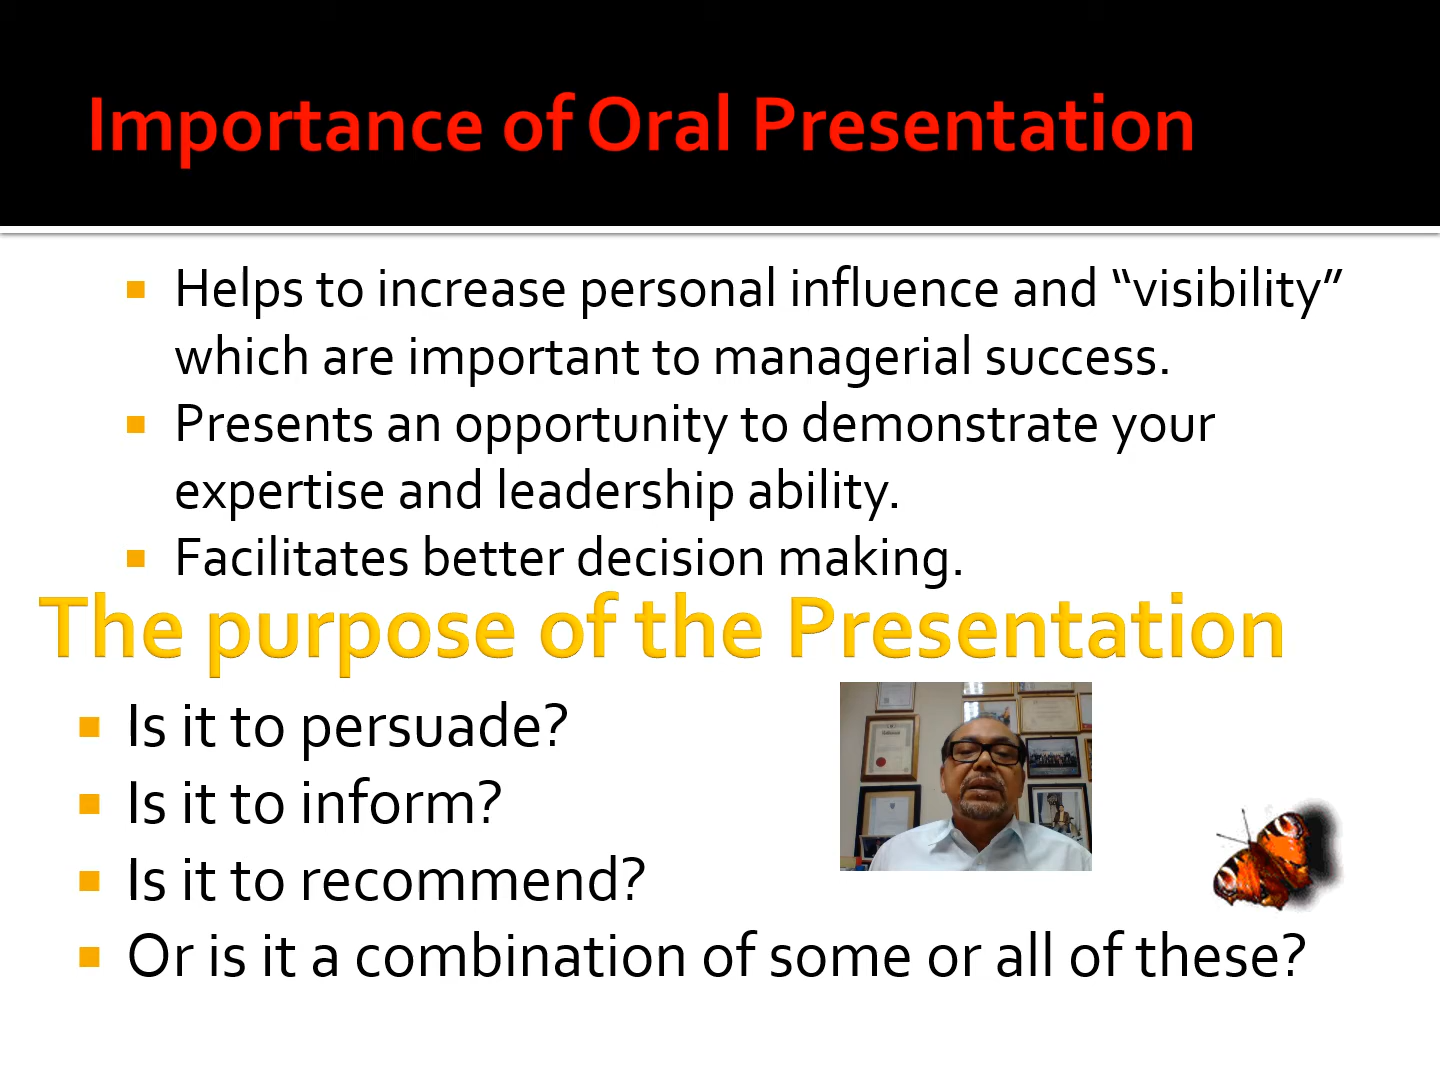 Importance of Oral Presentation
Helps to increase personal influence and “visibility”
which are important to managerial success.
Presents an opportunity to demonstrate your
expertise and leadership ability.
Facilitates better decision making.
The purpose of the Presentation
Is it to persuade?
Is it to inform?
Is it to recommend?
Or is it a combination of some or all of these?